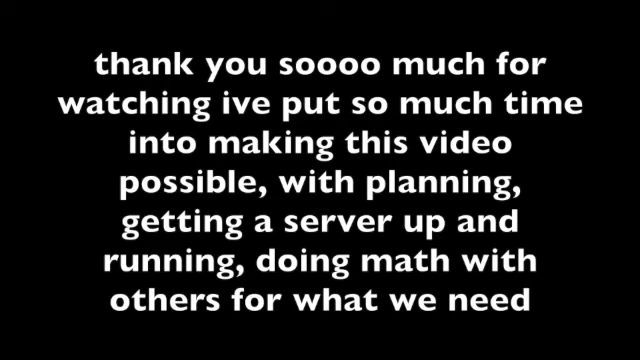 thank you soooo much for
watching ive put so much time
into making this video
possible, with planning,
getting a server up and
running, doing math with
others for what we need